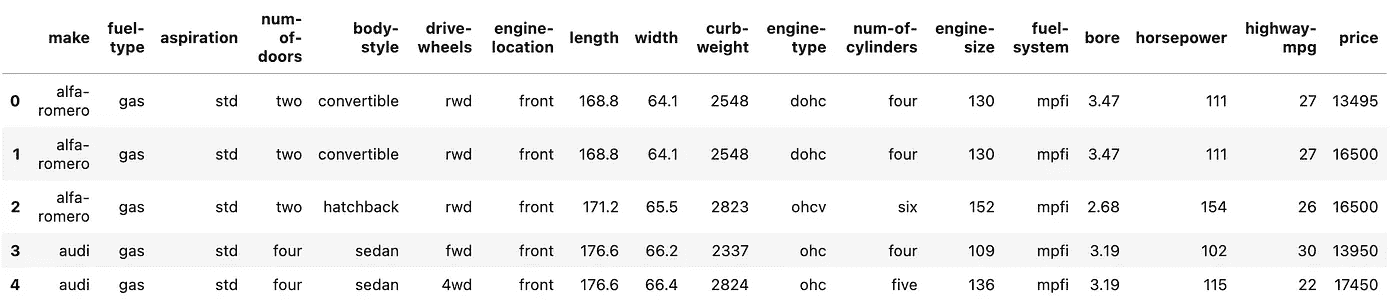 make fuel-type aspiration num-of-doors body-style drive-wheels engine-location length width curb-weight engine-type num-of-cylinders engine-size fuel-system bore horsepower highway-mpg price
0 alfa-romero gas std two convertible rwd front 168.8 64.1 2548 dohc four 130 mpfi 3.47 111 27 13495
1 alfa-romero gas std two convertible rwd front 168.8 64.1 2548 dohc four 130 mpfi 3.47 111 27 16500
2 alfa-romero gas std two hatchback rwd front 171.2 65.5 2823 ohcv six 152 mpfi 2.68 154 26 16500
3 audi gas std four sedan fwd front 176.6 66.2 2337 ohc four 109 mpfi 3.19 102 30 13950
4 audi gas std four sedan 4wd front 176.6 66.4 2824 ohc five 136 mpfi 3.19 115 22 17450